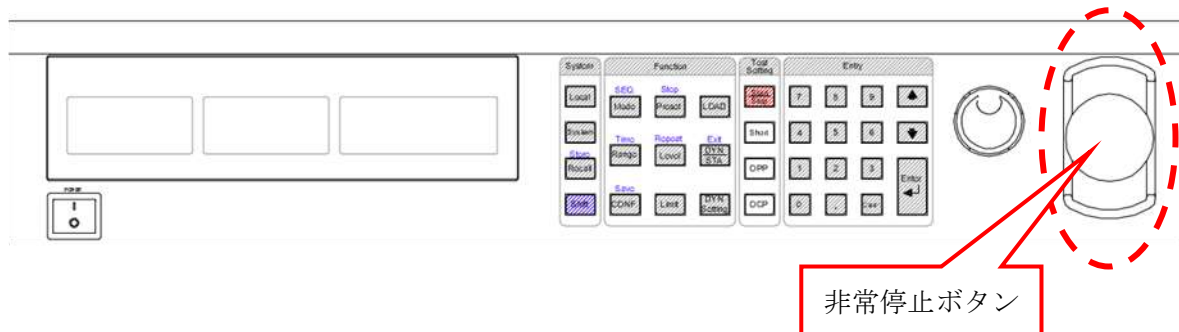 System
Function
Test
Setting
Entry
SEQ.
Stop
Local
Mode
Preset
LOAD
Start
Stop
7
8
9
System
Time
Repeat
Exit
Range
Level
DYN
STA
Short
4
5
6
Store
Recall
OPP
1
2
3
Enter
Save
Shift
CONF
Limit
DYN
Setting
OCP
0
.
POWER
I
O
非常停止ボタン